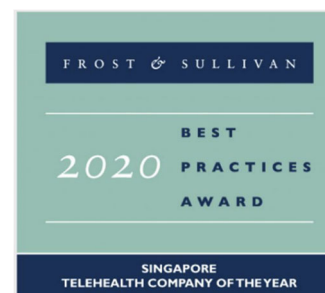 FROST & SULLIVAN
BEST
2020 PRACTICES
AWARD
SINGAPORE
TELEHEALTH COMPANY OF THE YEAR